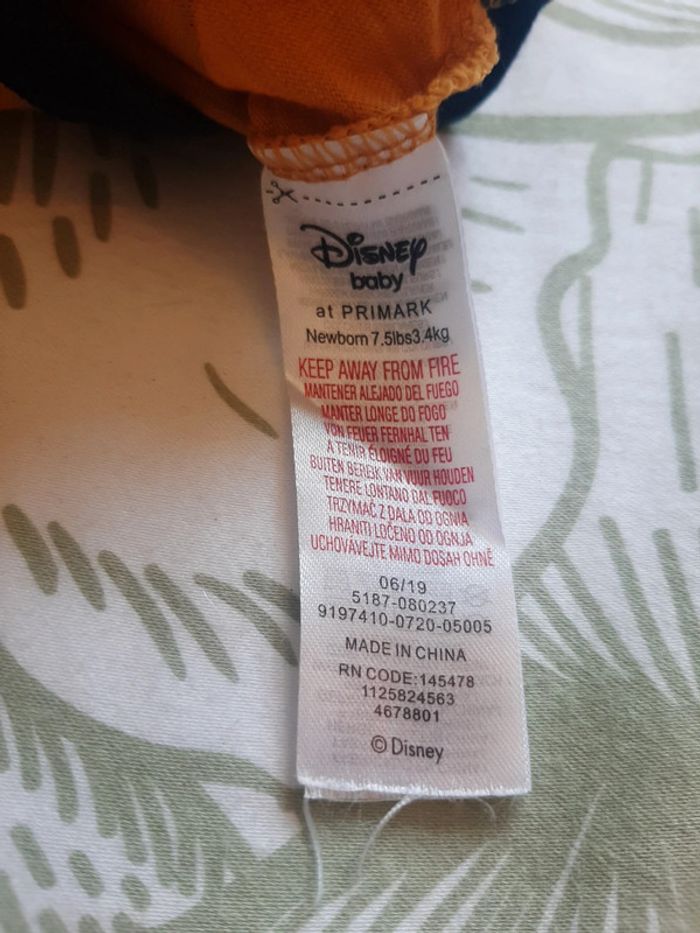 Disney
baby
at PRIMARK
Newborn 7.5lbs3.4kg
KEEP AWAY FROM FIRE
MANTENER ALEJADO DEL FUEGO
MANTER LONGE DO FOGO
VON FEUER FERNHALTEN
A TENIR ÉLOIGNÉ DU FEU
BUITEN BEREIK VAN VUUR HOUDEN
TENERE LONTANO DAL FUOCO
TRZYMAĆ Z DALA OD OGNIA
HRANITI LOČENO OD OGNJA
UCHOVÁVEJTE MIMO DOSAH OHNĚ
06/19
5187-080237
9197410-0720-05005
MADE IN CHINA
RN CODE:145478
1125824563
4678801
© Disney